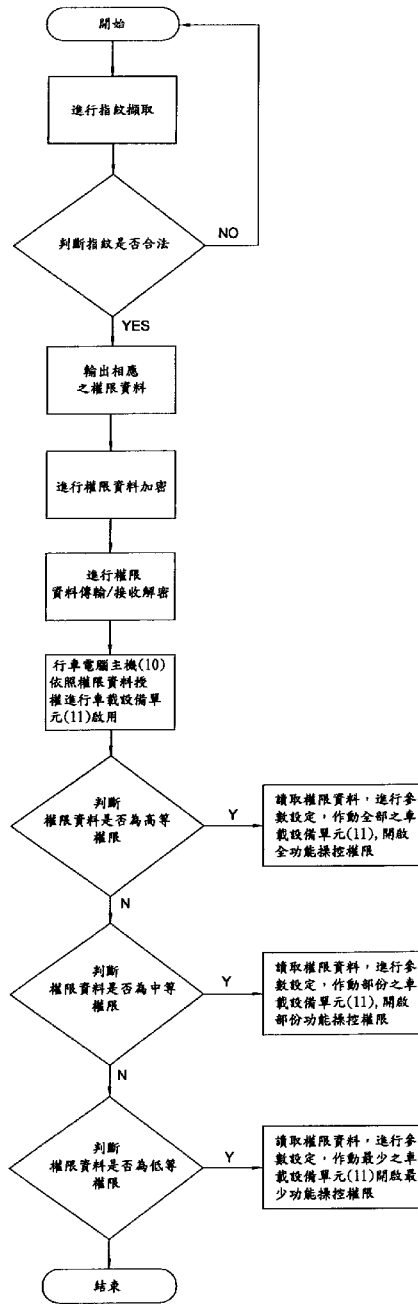 開始
進行指紋擷取
判斷指紋是否合法
NO
YES
輸出相應
之權限資料
進行權限資料加密
進行權限
資料傳輸/接收解密
行車電腦主機(10)
依照權限資料授
權進行車載設備單
元(11)啟用
判斷
權限資料是否為高等
權限
Y
讀取權限資料，進行參
數設定，作動全部之車
載設備單元(11),開啟
全功能操控權限
N
判斷
權限資料是否為中等
權限
Y
讀取權限資料，進行參
數設定，作動部份之車
載設備單元(11),開啟
部份功能操控權限
N
判斷
權限資料是否為低等
權限
Y
讀取權限資料，進行參
數設定，作動最少之車
載設備單元(11)開啟最
少功能操控權限
結束